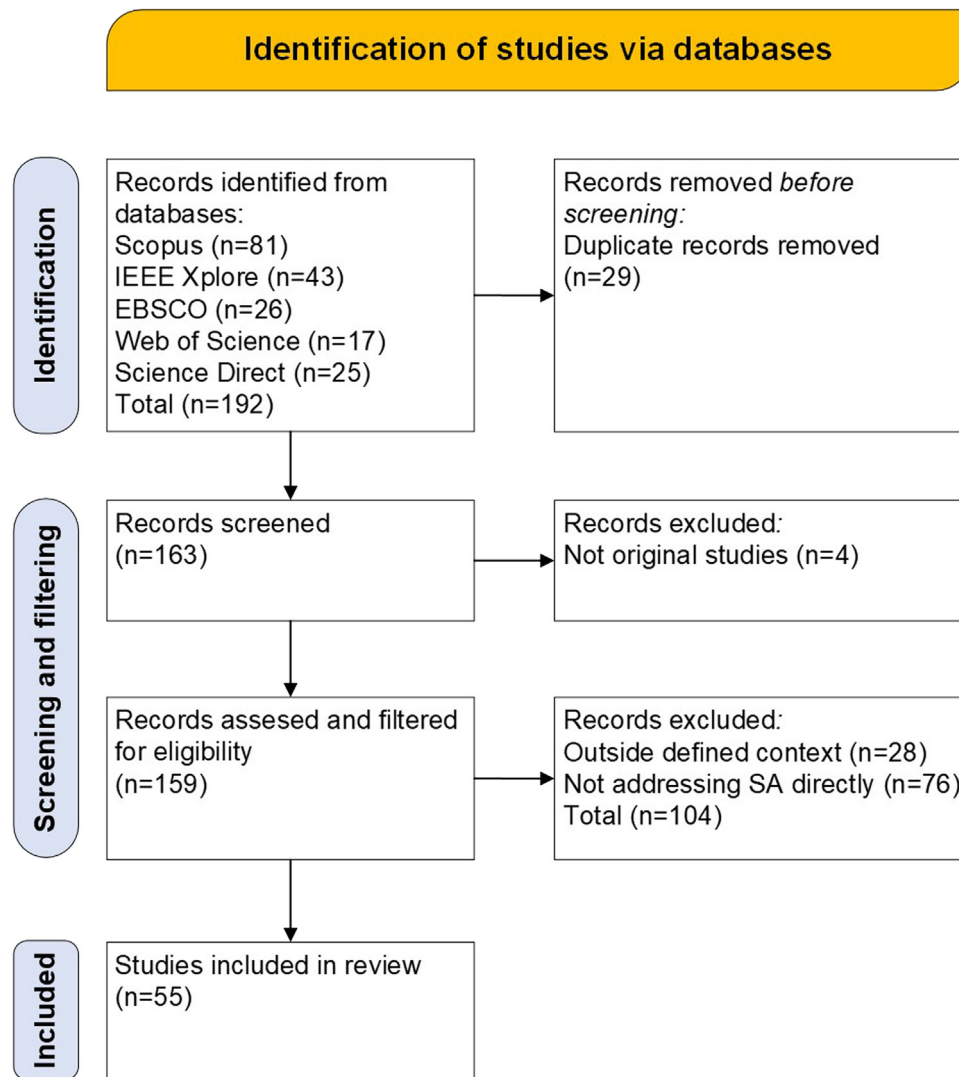 Identification of studies via databases
Identification
Records identified from
databases:
Scopus (n=81)
IEEE Xplore (n=43)
EBSCO (n=26)
Web of Science (n=17)
Science Direct (n=25)
Total (n=192)
Records removed before
screening:
Duplicate records removed
(n=29)
Screening and filtering
Records screened
(n=163)
Records excluded:
Not original studies (n=4)
Records assesed and filtered
for eligibility
(n=159)
Records excluded:
Outside defined context (n=28)
Not addressing SA directly (n=76)
Total (n=104)
Included
Studies included in review
(n=55)